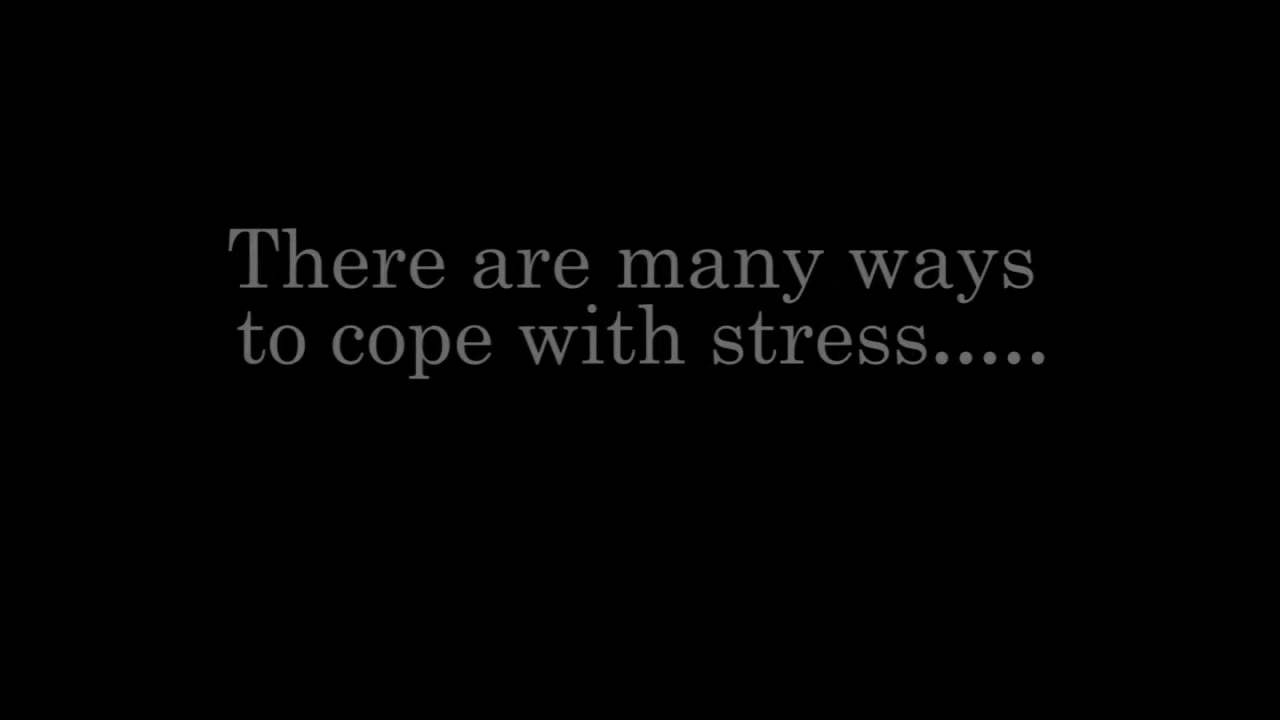 There are many ways
to cope with stress.....